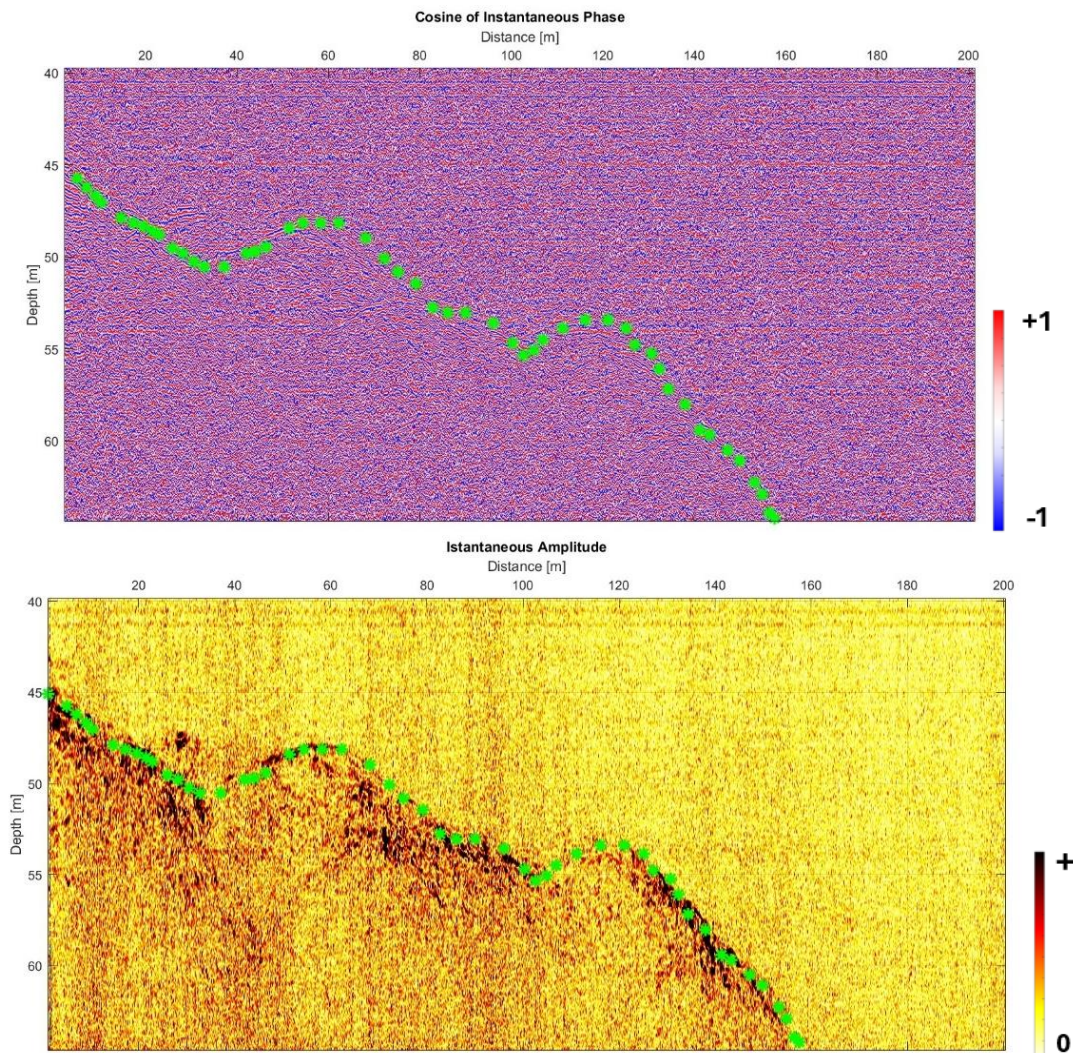 Cosine of Instantaneous Phase
Distance [m]
20 40 60 80 100 120 140 160 180 200
40
45
50
55
60
Depth [m]
+1
-1
Istantaneous Amplitude
Distance [m]
20 40 60 80 100 120 140 160 180 200
40
45
50
55
60
Depth [m]
+
0